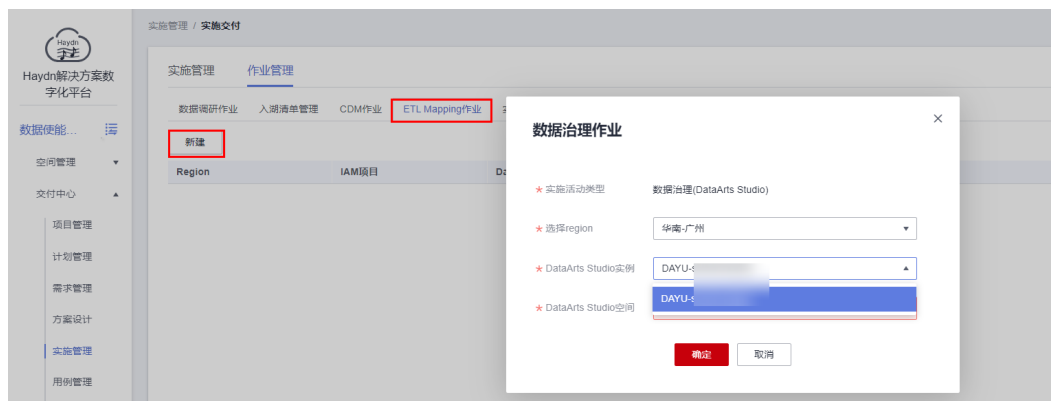 实施管理 / 实施交付
Haydn
Haydn解决方案数
字化平台
数据使能...
空间管理
交付中心
项目管理
计划管理
需求管理
方案设计
实施管理
用例管理
实施管理 作业管理
数据调研作业 入湖清单管理 CDM作业 ETL Mapping作业
新建
Region IAM项目 Da
数据治理作业 ×
* 实施活动类型 数据治理(DataArts Studio)
* 选择region 华南-广州
* DataArts Studio实例 DAYU-s
DAYU-s
* DataArts Studio空间
确定 取消